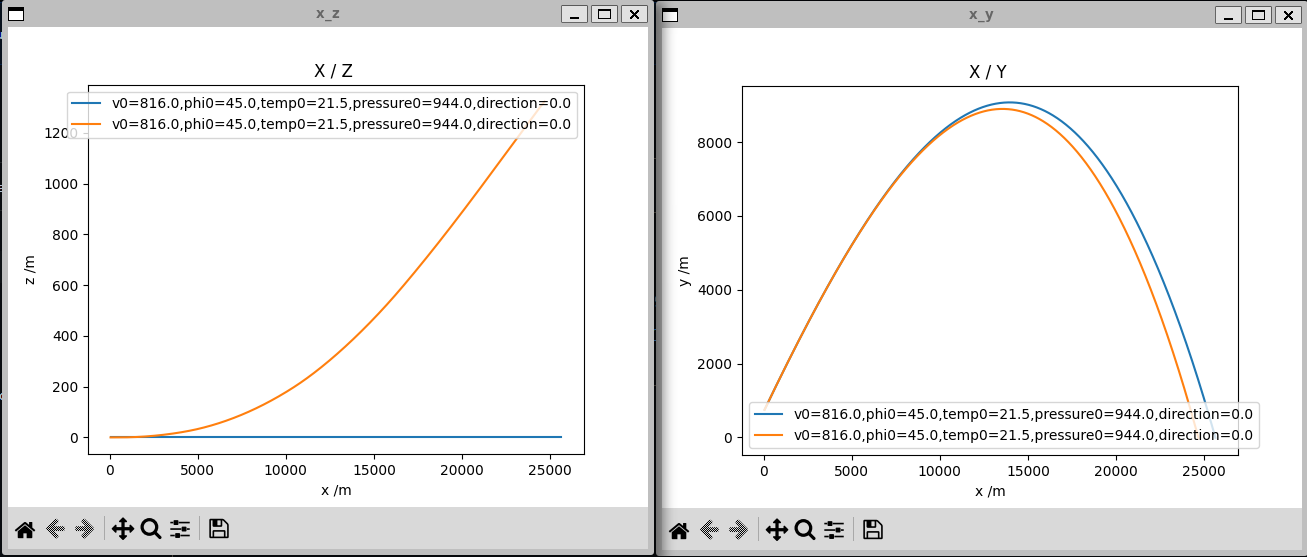 x_z
X / Z
v0=816.0,phi0=45.0,temp0=21.5,pressure0=944.0,direction=0.0
v0=816.0,phi0=45.0,temp0=21.5,pressure0=944.0,direction=0.0
1200
1000
800
600
400
200
0
z /m
0 5000 10000 15000 20000 25000
x /m
x_y
X / Y
8000
6000
4000
2000
0
y /m
v0=816.0,phi0=45.0,temp0=21.5,pressure0=944.0,direction=0.0
v0=816.0,phi0=45.0,temp0=21.5,pressure0=944.0,direction=0.0
0 5000 10000 15000 20000 25000
x /m